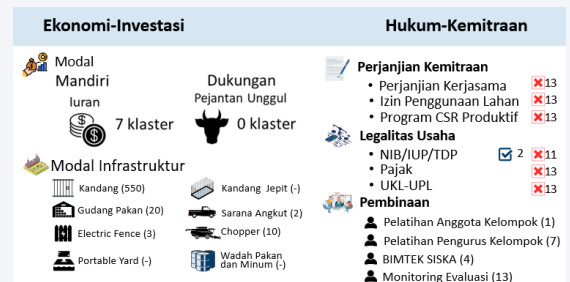 Ekonomi-Investasi
Modal
Mandiri
Iuran
7 klaster
Dukungan
Pejantan Unggul
0 klaster
Modal Infrastruktur
Kandang (550)
Kandang Jepit (-)
Gudang Pakan (20)
Sarana Angkut (2)
Electric Fence (3)
Chopper (10)
Portable Yard (-)
Wadah Pakan
dan Minum (-)
Hukum-Kemitraan
Perjanjian Kemitraan
• Perjanjian Kerjasama 13
• Izin Penggunaan Lahan 13
• Program CSR Produktif 13
Legalitas Usaha
• NIB/IUP/TDP 2 11
• Pajak 13
• UKL-UPL 13
Pembinaan
Pelatihan Anggota Kelompok (1)
Pelatihan Pengurus Kelompok (7)
BIMTEK SISKA (4)
Monitoring Evaluasi (13)